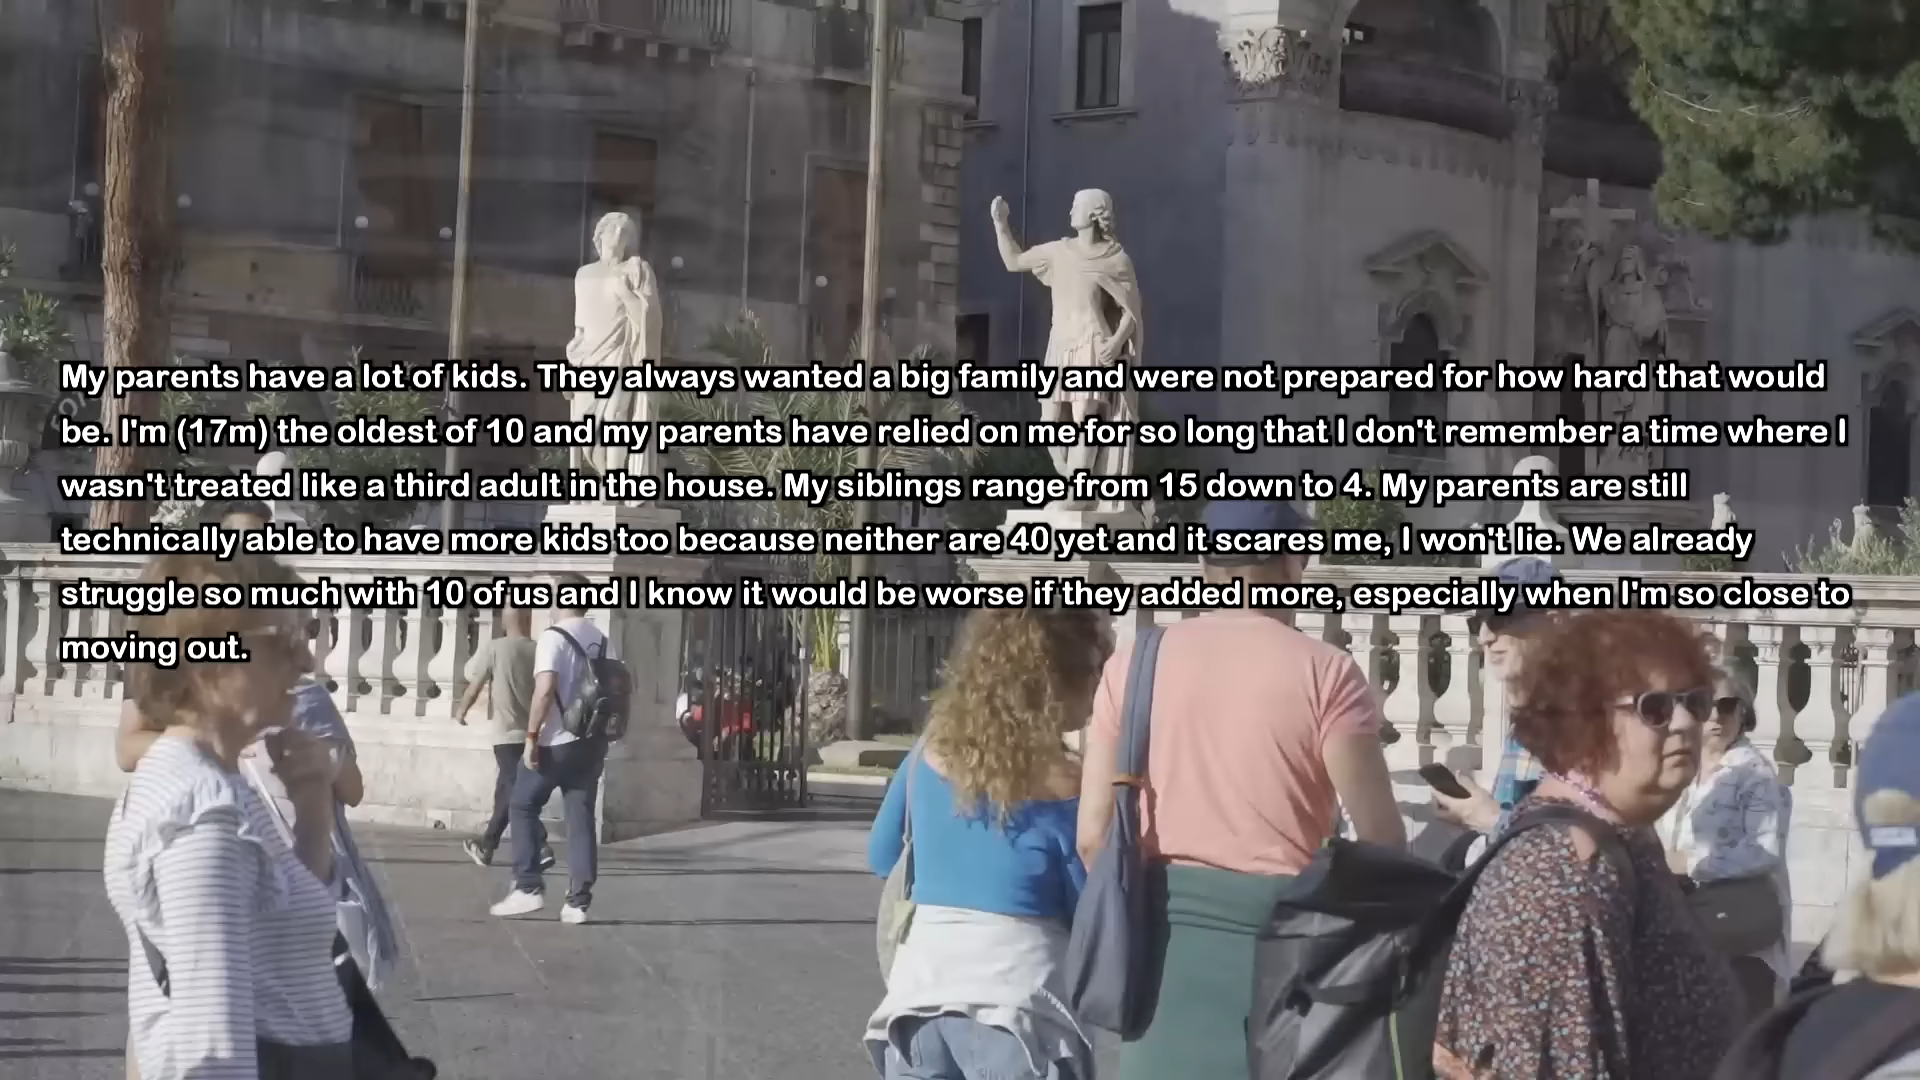 My parents have a lot of kids. They always wanted a big family and were not prepared for how hard that would
be. I'm (17m) the oldest of 10 and my parents have relied on me for so long that I don't remember a time where I
wasn't treated like a third adult in the house. My siblings range from 15 down to 4. My parents are still
technically able to have more kids too because neither are 40 yet and it scares me, I won't lie. We already
struggle so much with 10 of us and I know it would be worse if they added more, especially when I'm so close to
moving out.